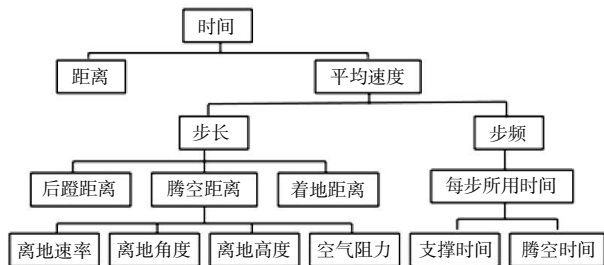 时间
距离
平均速度
步长
步频
后蹬距离
腾空距离
着地距离
每步所用时间
离地速率
离地角度
离地高度
空气阻力
支撑时间
腾空时间